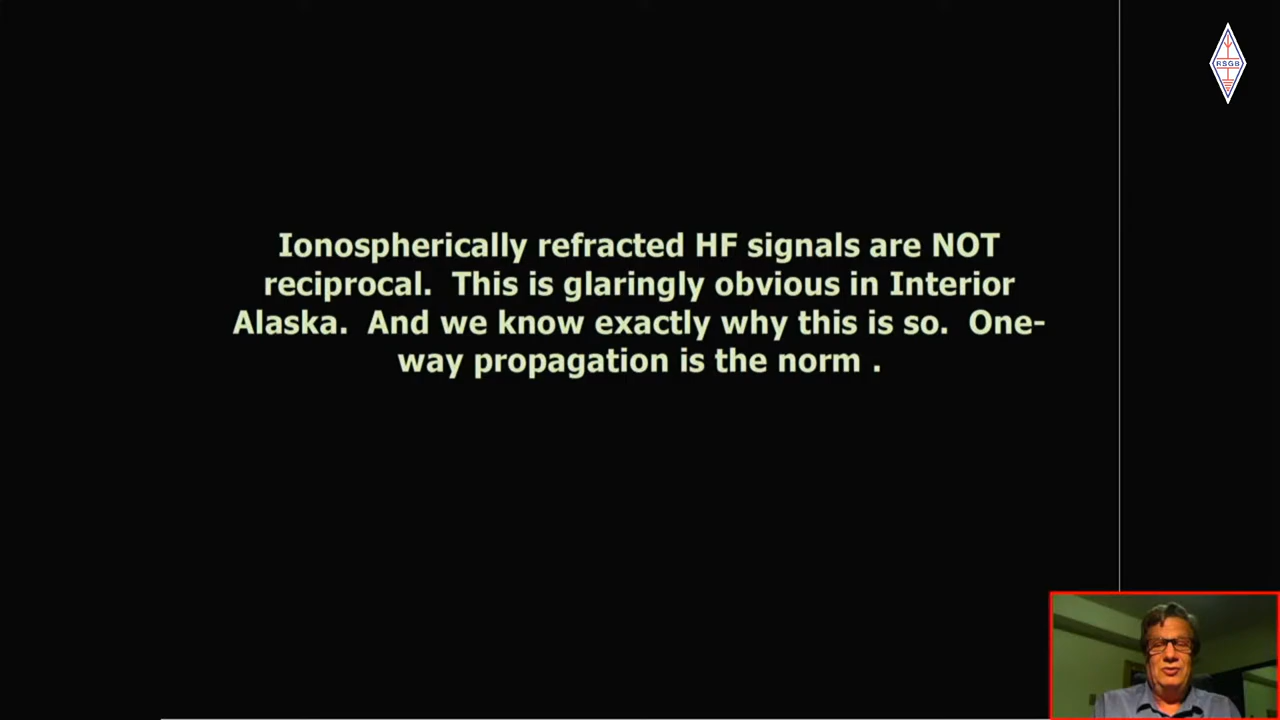 RSGB
Ionospherically refracted HF signals are NOT
reciprocal.  This is glaringly obvious in Interior
Alaska.  And we know exactly why this is so.  One-
way propagation is the norm .